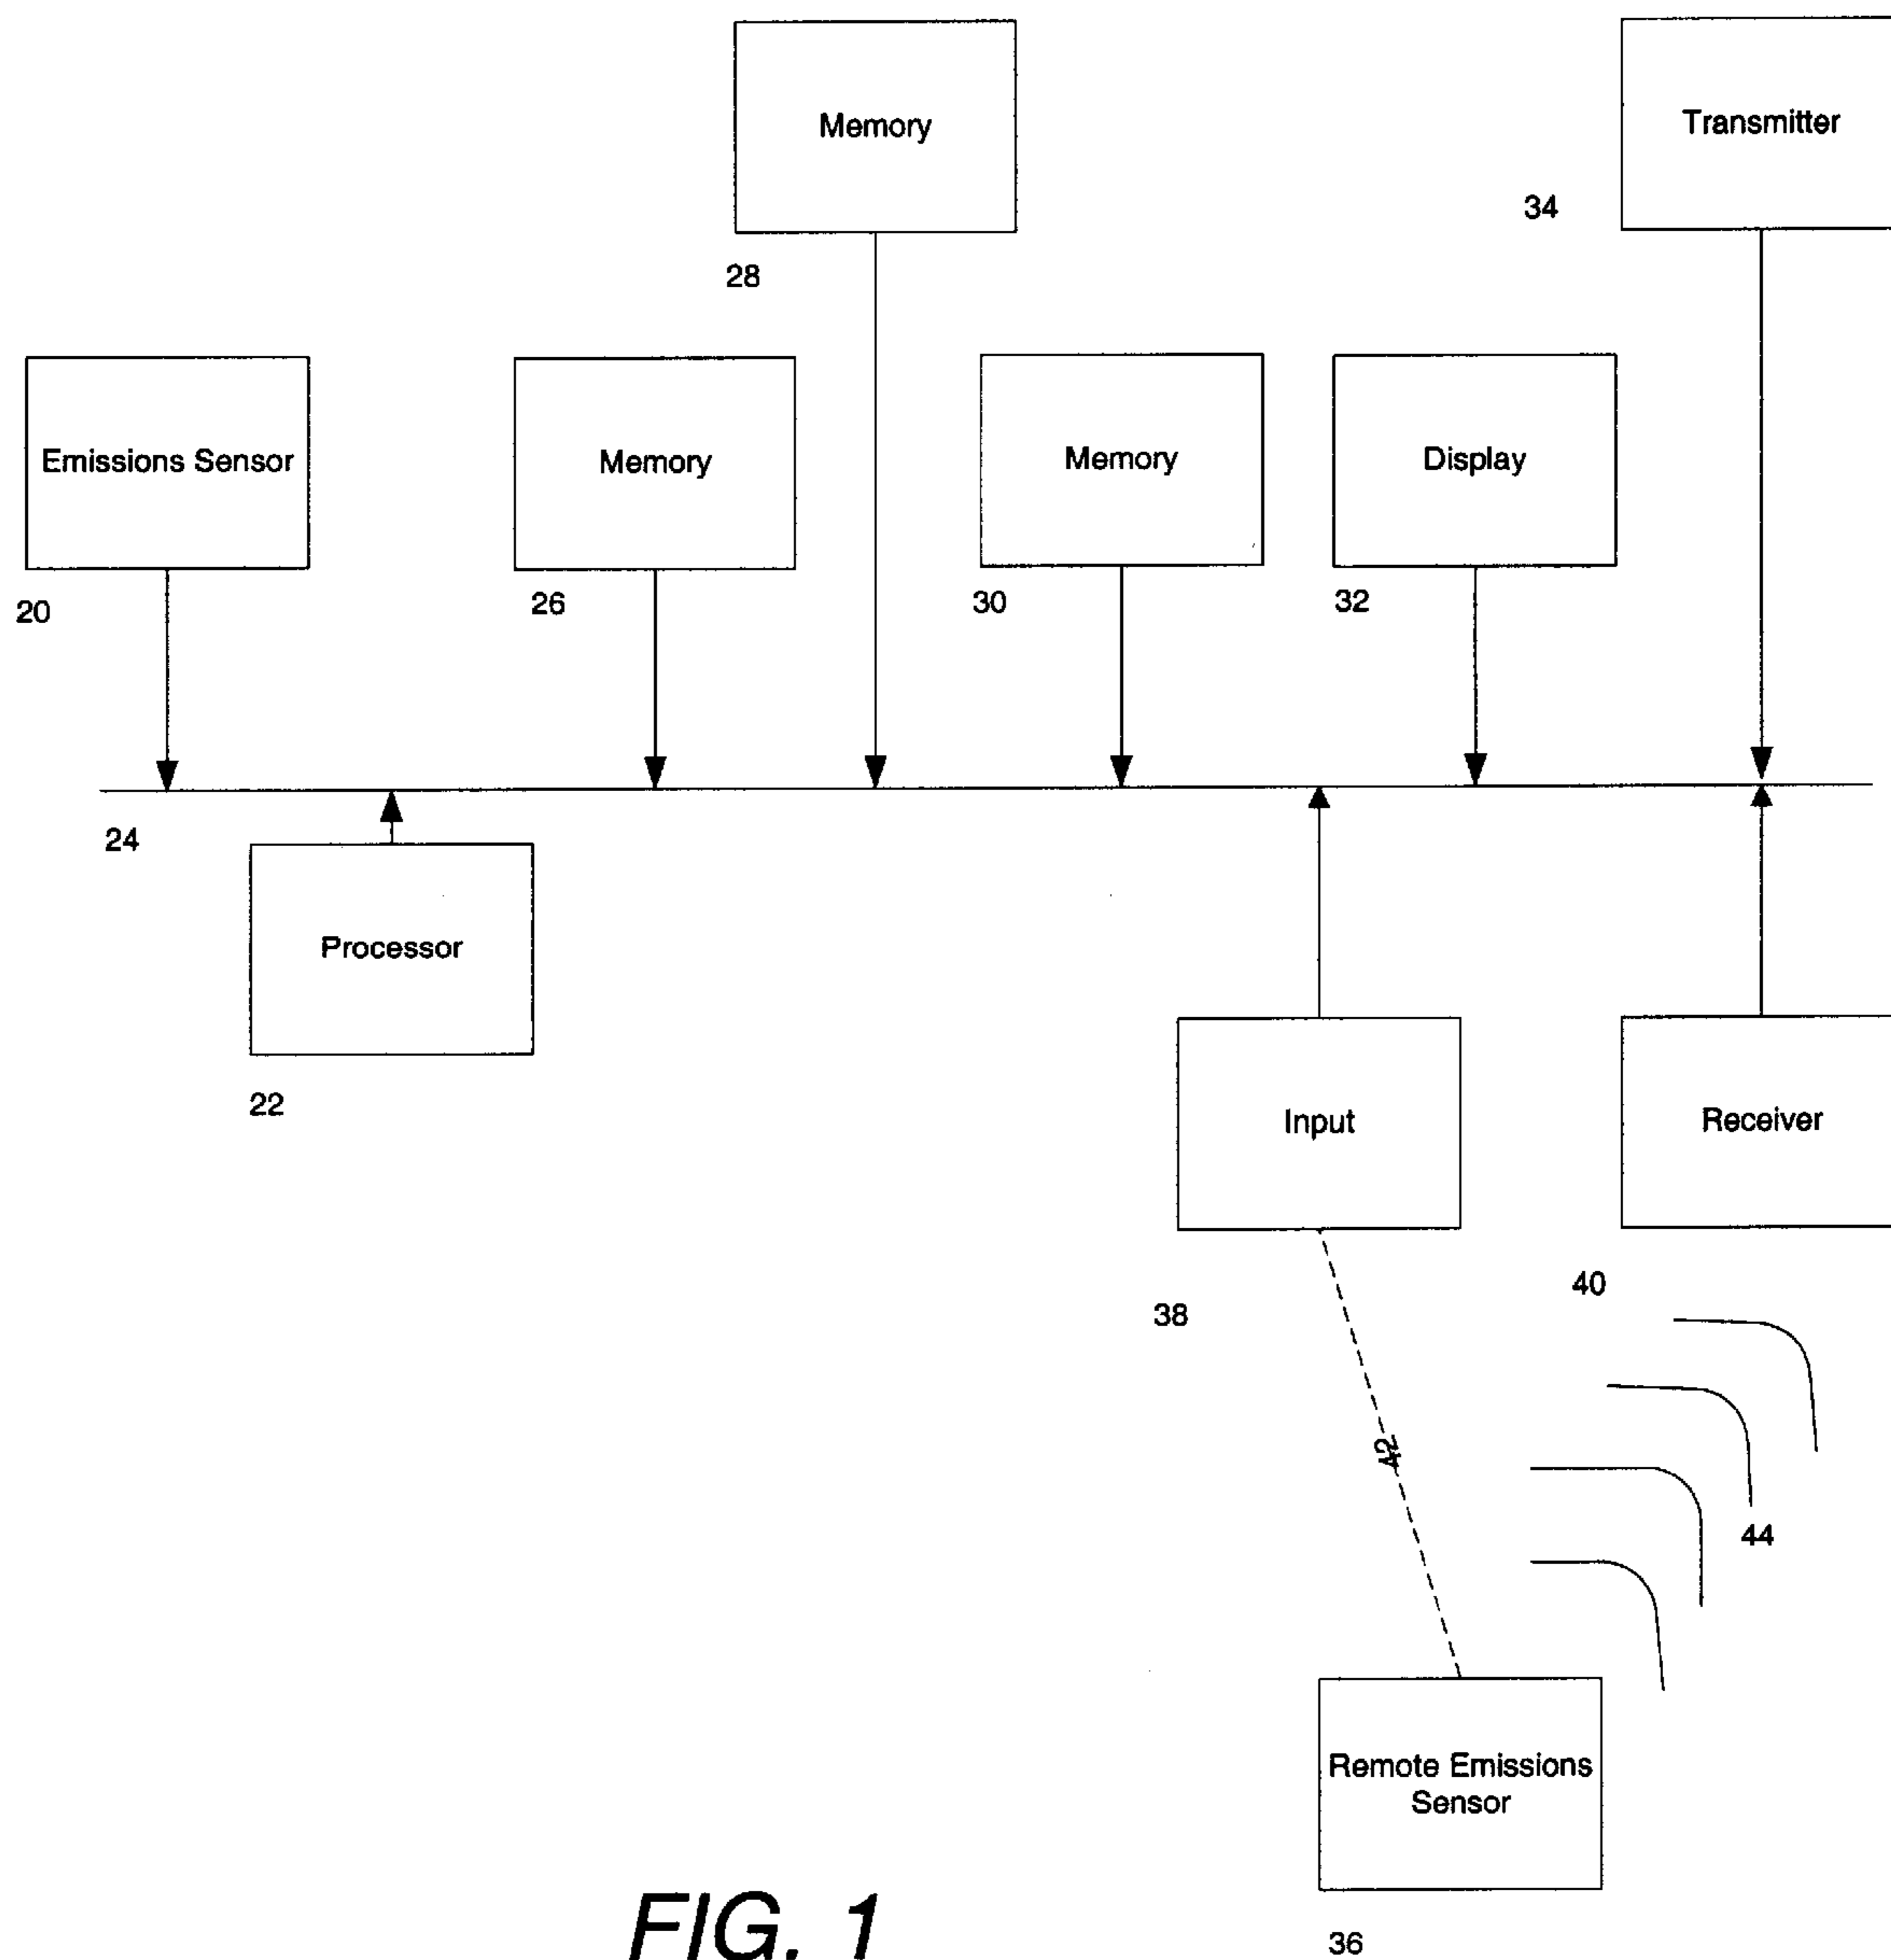 Memory
Transmitter
34
28
Emissions Sensor
Memory
Memory
Display
20
26
30
32
24
Processor
22
Input
Receiver
38
40
42
44
Remote Emissions
Sensor
36
FIG. 1